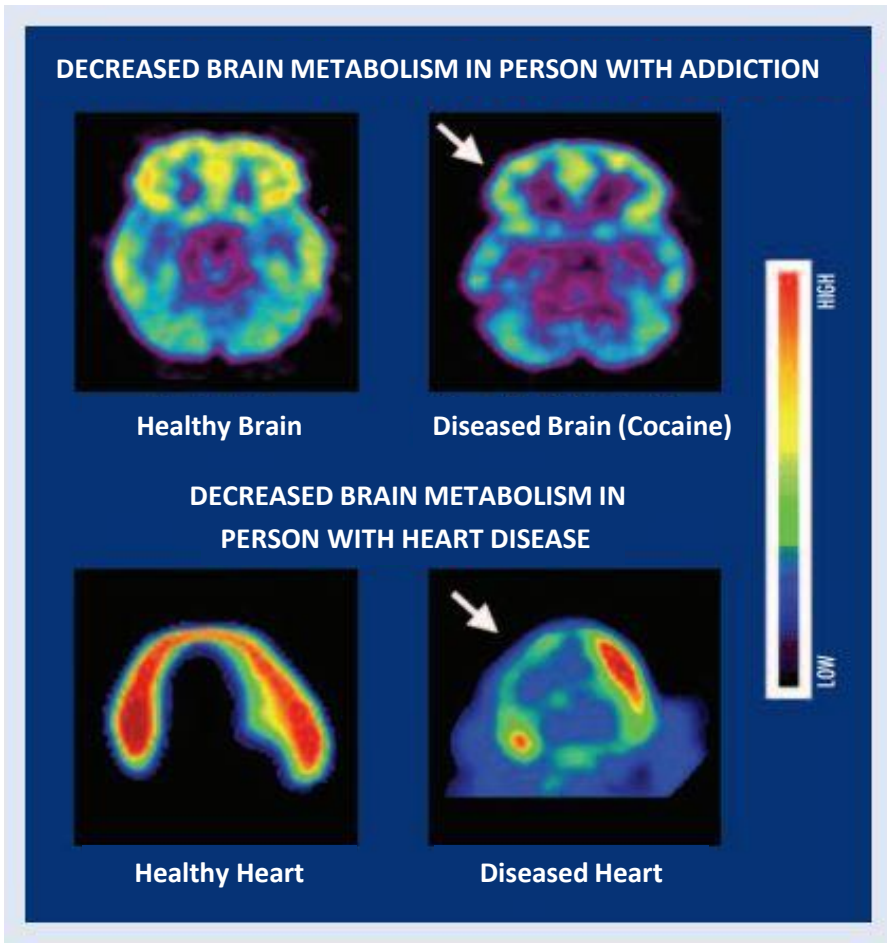 DECREASED BRAIN METABOLISM IN PERSON WITH ADDICTION
Healthy Brain
Diseased Brain (Cocaine)
HIGH
LOW
DECREASED BRAIN METABOLISM IN
PERSON WITH HEART DISEASE
Healthy Heart
Diseased Heart